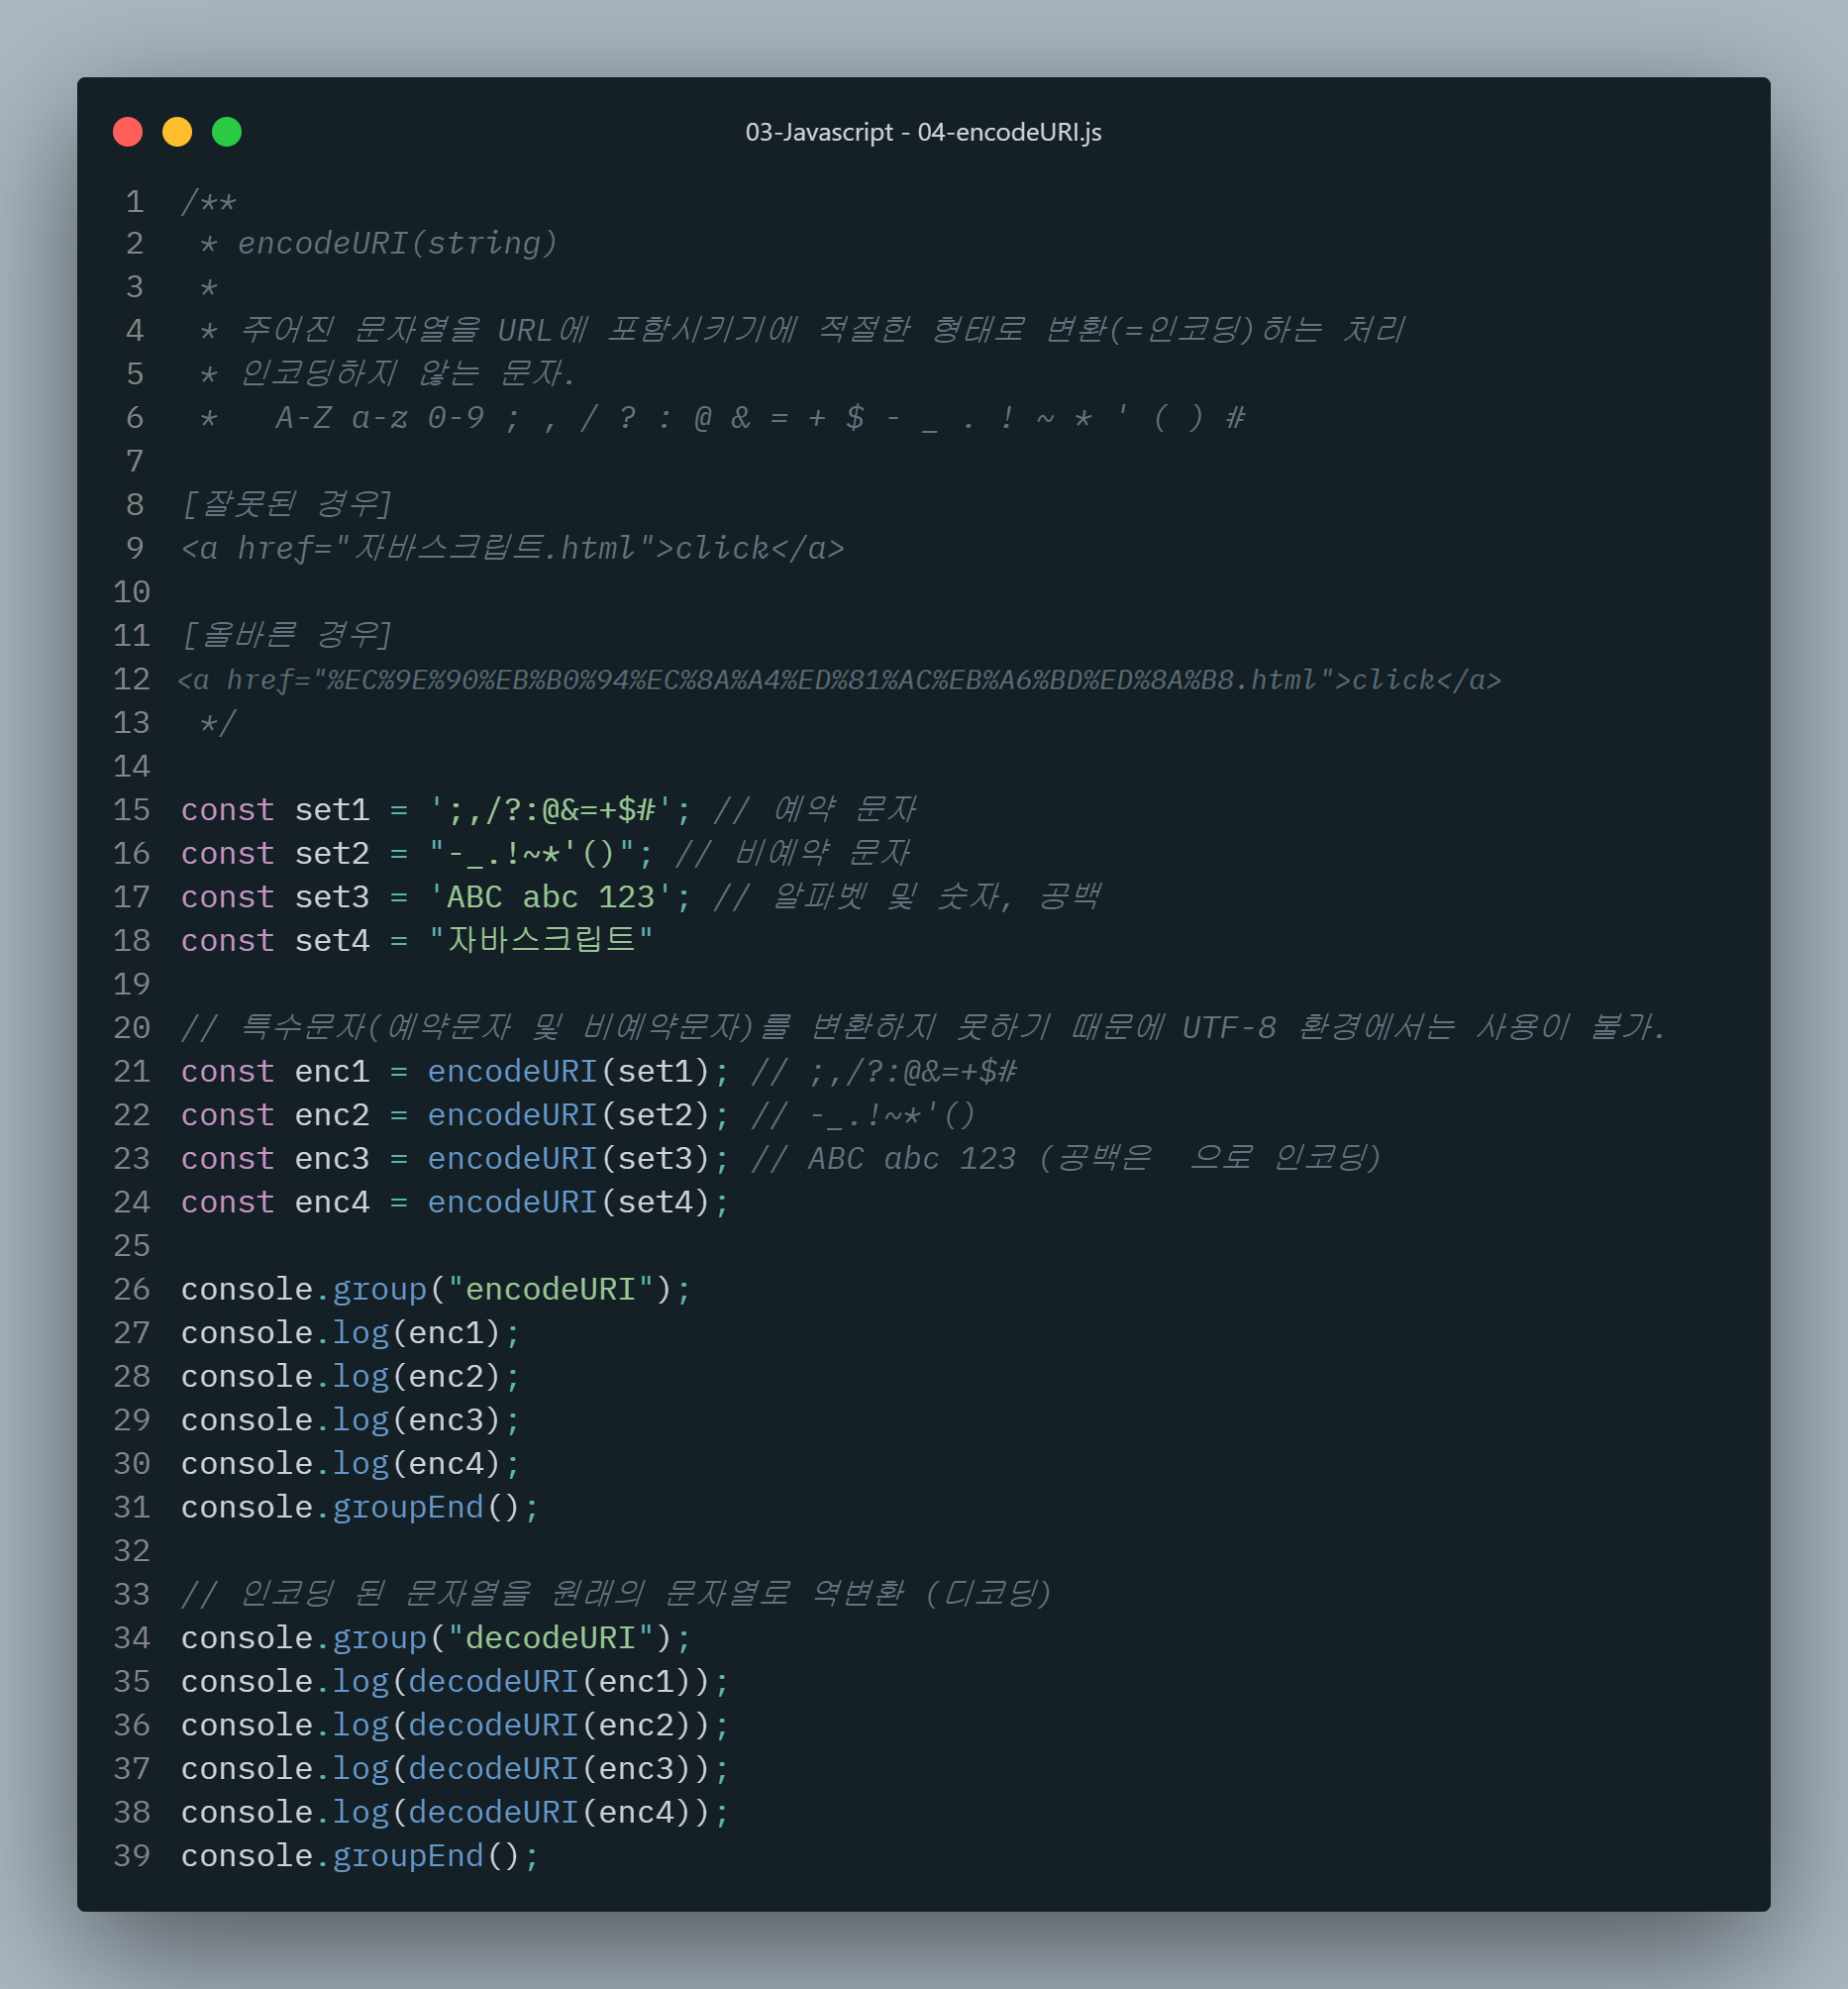 03-Javascript - 04-encodeURI.js
1 /**
2  * encodeURI(string)
3  *
4  * 주어진 문자열을 URL에 포함시키기에 적절한 형태로 변환(=인코딩)하는 처리
5  * 인코딩하지 않는 문자.
6  *   A-Z a-z 0-9 ; , / ? : @ & = + $ - _ . ! ~ * ' ( ) #
7
8 [잘못된 경우]
9 <a href="자바스크립트.html">click</a>
10
11 [올바른 경우]
12 <a href="%EC%9E%90%EB%B0%94%EC%8A%A4%ED%81%AC%EB%A6%BD%ED%8A%B8.html">click</a>
13  */
14
15 const set1 = ';,/?:@&=+$#'; // 예약 문자
16 const set2 = "-_.!~*'()"; // 비예약 문자
17 const set3 = 'ABC abc 123'; // 알파벳 및 숫자, 공백
18 const set4 = "자바스크립트"
19
20 // 특수문자(예약문자 및 비예약문자)를 변환하지 못하기 때문에 UTF-8 환경에서는 사용이 불가.
21 const enc1 = encodeURI(set1); // ;,/?:@&=+$#
22 const enc2 = encodeURI(set2); // -_.!~*'()
23 const enc3 = encodeURI(set3); // ABC abc 123 (공백은  으로 인코딩)
24 const enc4 = encodeURI(set4);
25
26 console.group("encodeURI");
27 console.log(enc1);
28 console.log(enc2);
29 console.log(enc3);
30 console.log(enc4);
31 console.groupEnd();
32
33 // 인코딩 된 문자열을 원래의 문자열로 역변환 (디코딩)
34 console.group("decodeURI");
35 console.log(decodeURI(enc1));
36 console.log(decodeURI(enc2));
37 console.log(decodeURI(enc3));
38 console.log(decodeURI(enc4));
39 console.groupEnd();